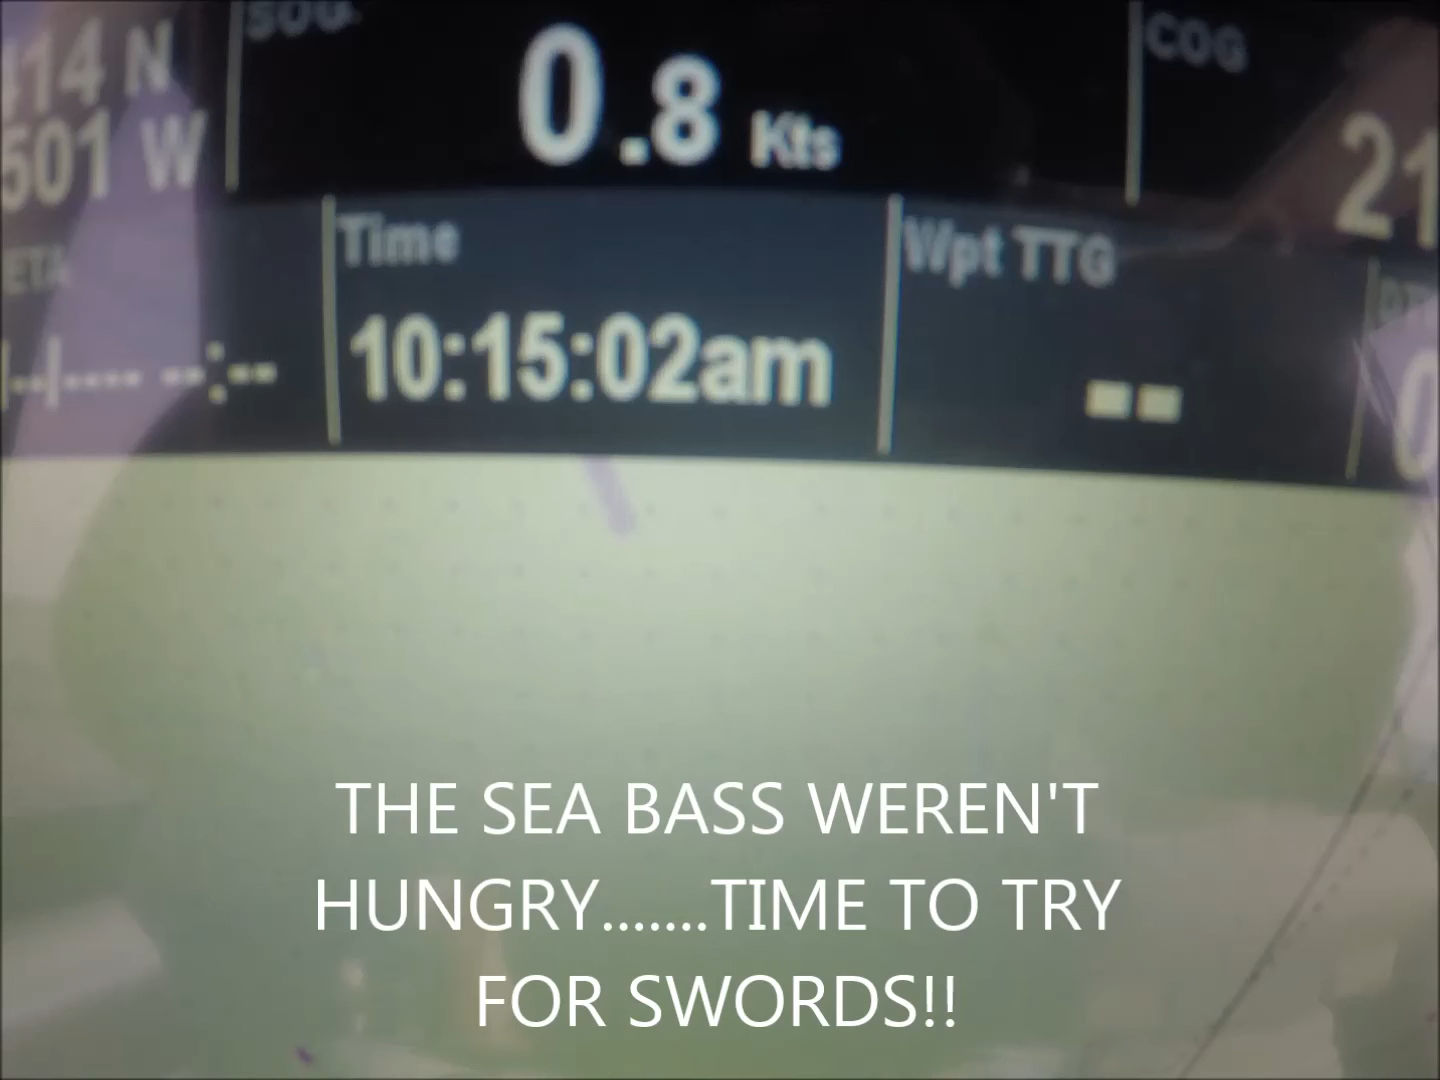 SOG
COG
14 N
0.8 Kts
501 W
21
ETA
Time
Wpt TTG
--:--
10:15:02am
--
THE SEA BASS WEREN'T
HUNGRY.......TIME TO TRY
FOR SWORDS!!